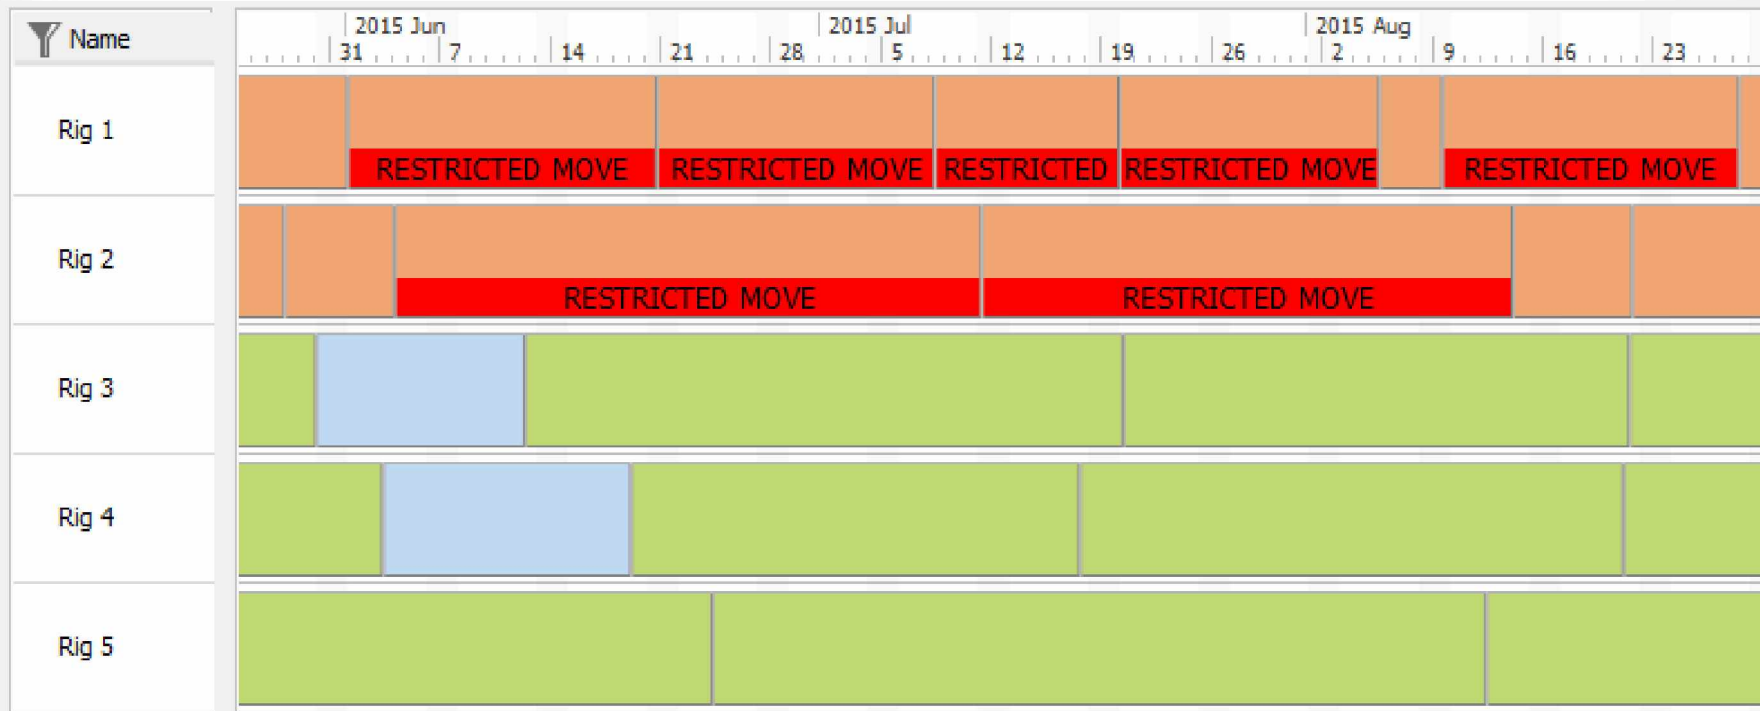 Name
2015 Jun 2015 Jul 2015 Aug
31 7 14 21 28 5 12 19 26 2 9 16 23
Rig 1
RESTRICTED MOVE RESTRICTED MOVE RESTRICTED RESTRICTED MOVE RESTRICTED MOVE
Rig 2
RESTRICTED MOVE RESTRICTED MOVE
Rig 3
Rig 4
Rig 5